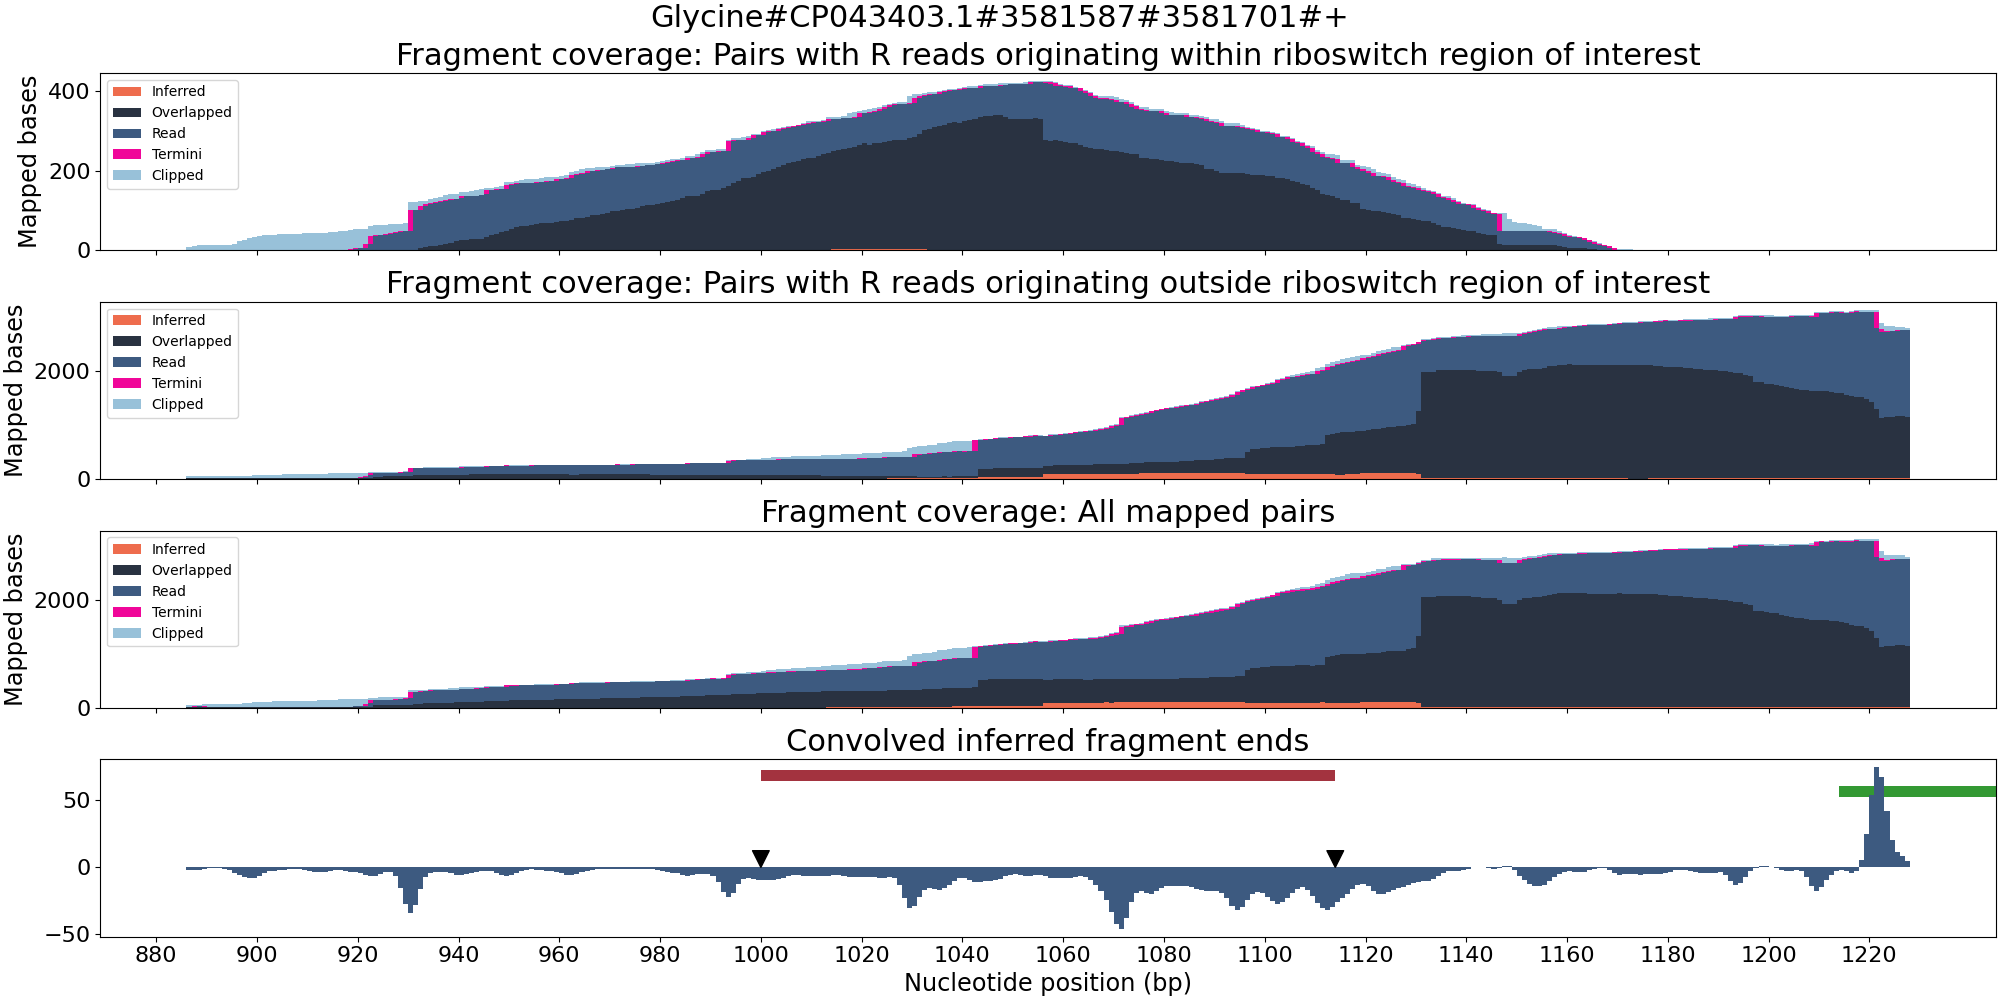 Glycine#CP043403.1#3581587#3581701#+
Fragment coverage: Pairs with R reads originating within riboswitch region of interest
Mapped bases
400
200
0
Inferred
Overlapped
Read
Termini
Clipped
Fragment coverage: Pairs with R reads originating outside riboswitch region of interest
Mapped bases
2000
0
Inferred
Overlapped
Read
Termini
Clipped
Fragment coverage: All mapped pairs
Mapped bases
2000
0
Inferred
Overlapped
Read
Termini
Clipped
Convolved inferred fragment ends
50
0
−50
880 900 920 940 960 980 1000 1020 1040 1060 1080 1100 1120 1140 1160 1180 1200 1220
Nucleotide position (bp)